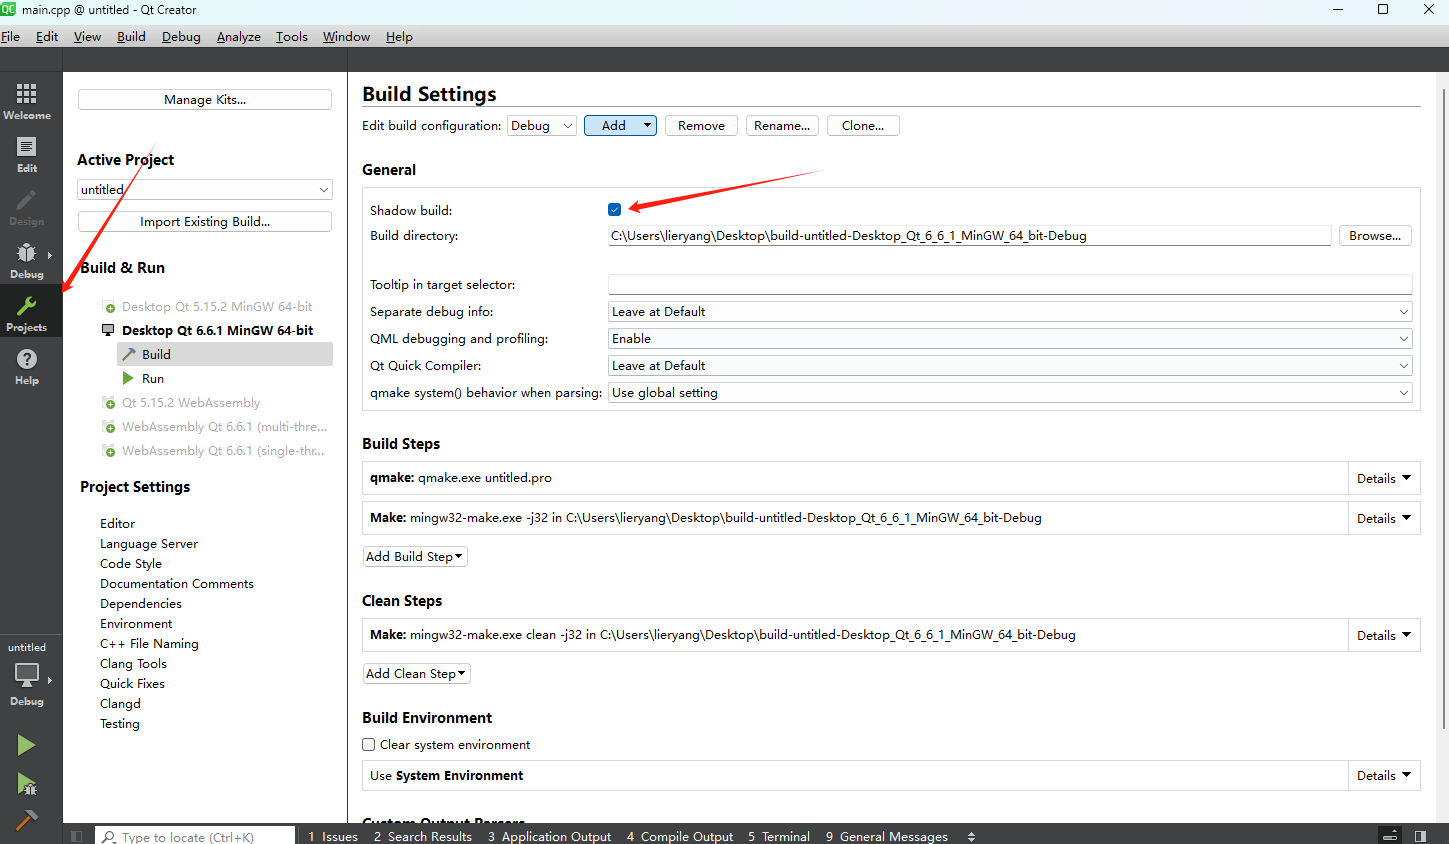 QC main.cpp @ untitled - Qt Creator
File Edit View Build Debug Analyze Tools Window Help
Welcome
Edit
Design
Debug
Projects
Help
untitled
Debug
Manage Kits...
Active Project
untitled
Import Existing Build...
Build & Run
Desktop Qt 5.15.2 MinGW 64-bit
Desktop Qt 6.6.1 MinGW 64-bit
Build
Run
Qt 5.15.2 WebAssembly
WebAssembly Qt 6.6.1 (multi-thre...
WebAssembly Qt 6.6.1 (single-thr...
Project Settings
Editor
Language Server
Code Style
Documentation Comments
Dependencies
Environment
C++ File Naming
Clang Tools
Quick Fixes
Clangd
Testing
Build Settings
Edit build configuration: Debug Add Remove Rename... Clone...
General
Shadow build:
Build directory: C:\Users\lieryang\Desktop\build-untitled-Desktop_Qt_6_6_1_MinGW_64_bit-Debug Browse...
Tooltip in target selector:
Separate debug info: Leave at Default
QML debugging and profiling: Enable
Qt Quick Compiler: Leave at Default
qmake system() behavior when parsing: Use global setting
Build Steps
qmake: qmake.exe untitled.pro Details
Make: mingw32-make.exe -j32 in C:\Users\lieryang\Desktop\build-untitled-Desktop_Qt_6_6_1_MinGW_64_bit-Debug Details
Add Build Step
Clean Steps
Make: mingw32-make.exe clean -j32 in C:\Users\lieryang\Desktop\build-untitled-Desktop_Qt_6_6_1_MinGW_64_bit-Debug Details
Add Clean Step
Build Environment
Clear system environment
Use System Environment Details
Custom Output Parsers
Type to locate (Ctrl+K) 1 Issues 2 Search Results 3 Application Output 4 Compile Output 5 Terminal 9 General Messages